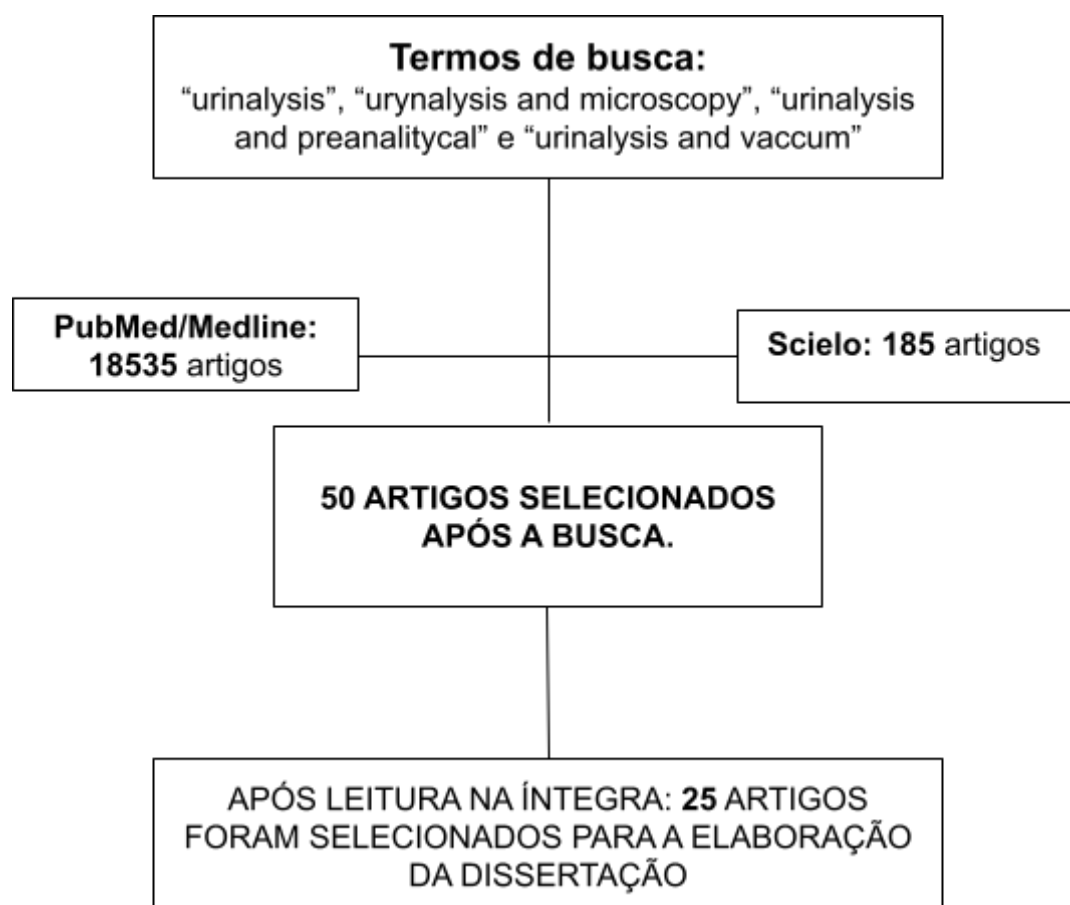 Termos de busca:
“urinalysis”, “urynalysis and microscopy”, “urinalysis
and preanalitycal” e “urinalysis and vaccum”
PubMed/Medline:
18535 artigos
Scielo: 185 artigos
50 ARTIGOS SELECIONADOS
APÓS A BUSCA.
APÓS LEITURA NA ÍNTEGRA: 25 ARTIGOS
FORAM SELECIONADOS PARA A ELABORAÇÃO
DA DISSERTAÇÃO